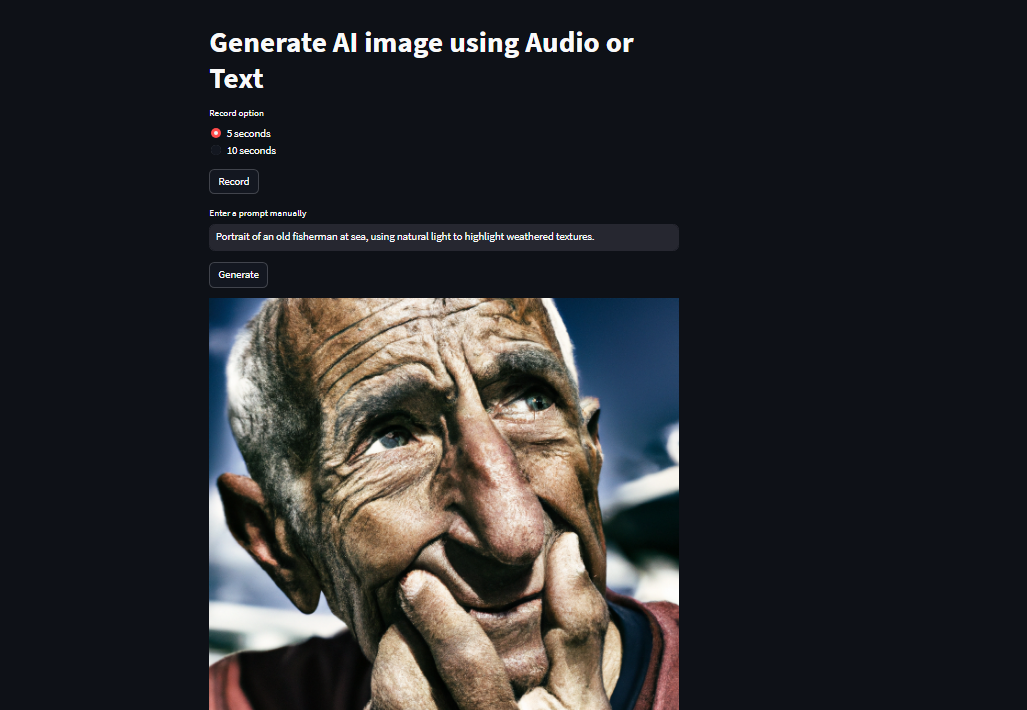 Generate AI image using Audio or
Text
Record option
5 seconds
10 seconds
Record
Enter a prompt manually
Portrait of an old fisherman at sea, using natural light to highlight weathered textures.
Generate